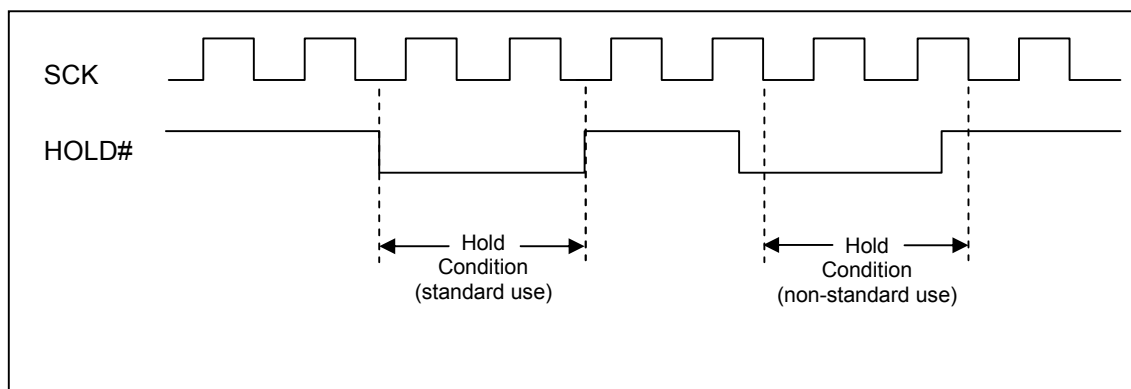 SCK
HOLD#
Hold
Condition
(standard use)
Hold
Condition
(non-standard use)